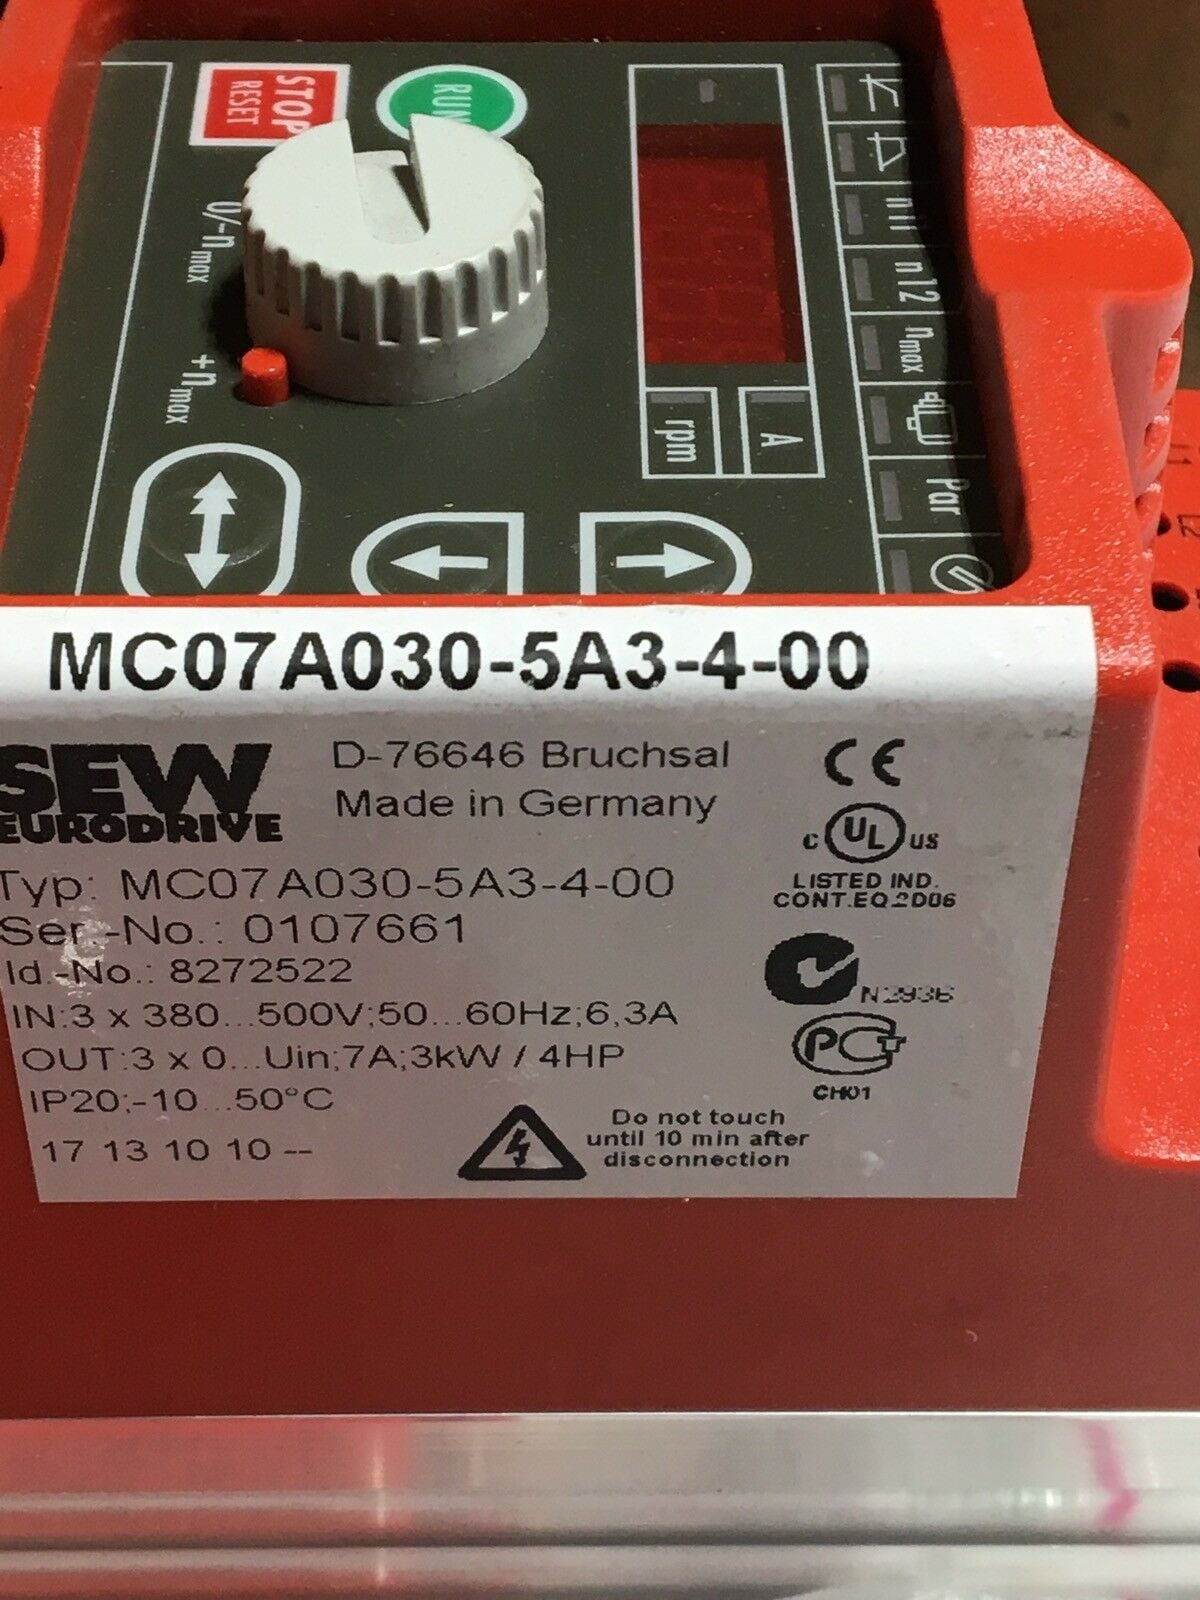 STOP
RESET
RUN
0/-nmax
+nmax
n11
n12
nmax
Par
A
rpm
L1
L2
MC07A030-5A3-4-00
SEW
EURODRIVE
D-76646 Bruchsal
Made in Germany
Typ: MC07A030-5A3-4-00
Ser.-No.: 0107661
Id.-No.: 8272522
IN:3 x 380...500V;50...60Hz;6,3A
OUT:3 x 0...Uin;7A;3kW / 4HP
IP20;-10...50°C
17 13 10 10 --
CE
C UL US
LISTED IND.
CONT.EQ.2D06
N2936
PCT
CH01
Do not touch
until 10 min after
disconnection